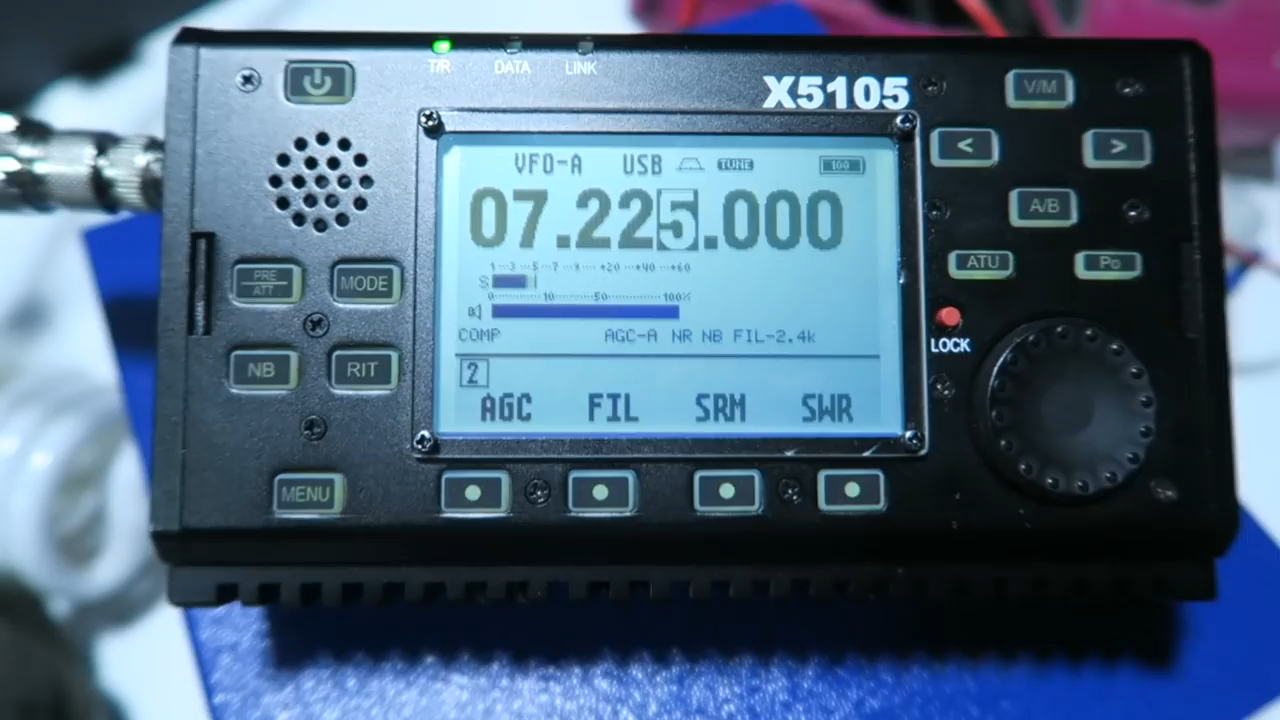 T/R DATA LINK
X5105
V/M
< >
A/B
ATU P
VFO-A USB TUNE 100
07.225.000
1 3 5 7 9 +20 +40 +60
S
0 10 50 100%
COMP AGC-A NR NB FIL-2.4k
2
AGC FIL SRM SWR
PRE
ATT
MODE
NB RIT
MENU
LOCK